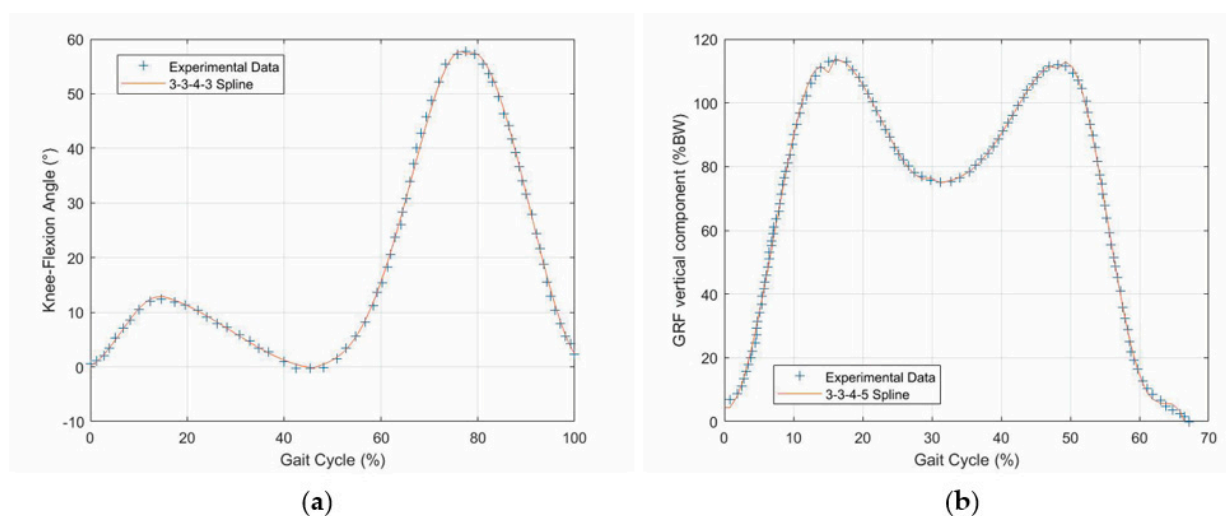 60
50
40
30
20
10
0
-10
Knee-Flexion Angle (°)
Experimental Data
3-3-4-3 Spline
0 20 40 60 80 100
Gait Cycle (%)
(a)
120
100
80
60
40
20
0
GRF vertical component (%BW)
Experimental Data
3-3-4-5 Spline
0 10 20 30 40 50 60 70
Gait Cycle (%)
(b)